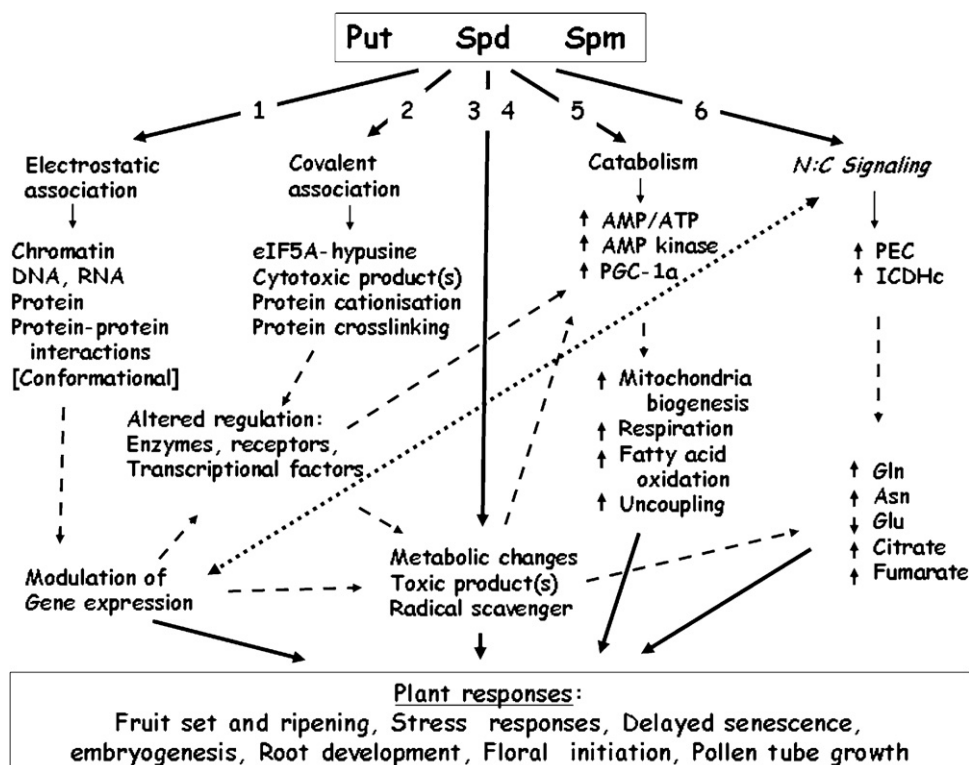 Put Spd Spm
1 2 3 4 5 6
Electrostatic
association
Chromatin
DNA, RNA
Protein
Protein-protein
interactions
[Conformational]
Modulation of
Gene expression
Covalent
association
eIF5A-hypusine
Cytotoxic product(s)
Protein cationisation
Protein crosslinking
Altered regulation:
Enzymes, receptors,
Transcriptional factors
Metabolic changes
Toxic product(s)
Radical scavenger
Catabolism
↑ AMP/ATP
↑ AMP kinase
↑ PGC-1a
↑ Mitochondria
biogenesis
↑ Respiration
↑ Fatty acid
oxidation
↑ Uncoupling
N:C Signaling
↑ PEC
↑ ICDHc
↑ Gln
↑ Asn
↓ Glu
↑ Citrate
↑ Fumarate
Plant responses:
Fruit set and ripening, Stress responses, Delayed senescence,
embryogenesis, Root development, Floral initiation, Pollen tube growth